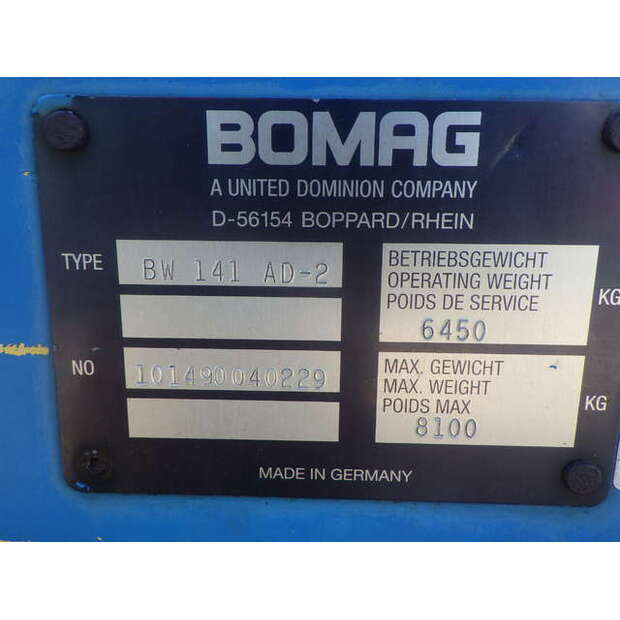 BOMAG
A UNITED DOMINION COMPANY
D-56154 BOPPARD/RHEIN
TYPE BW 141 AD-2
BETRIEBSGEWICHT
OPERATING WEIGHT KG
POIDS DE SERVICE
6450
NO 101490040229
MAX. GEWICHT
MAX. WEIGHT
POIDS MAX KG
8100
MADE IN GERMANY